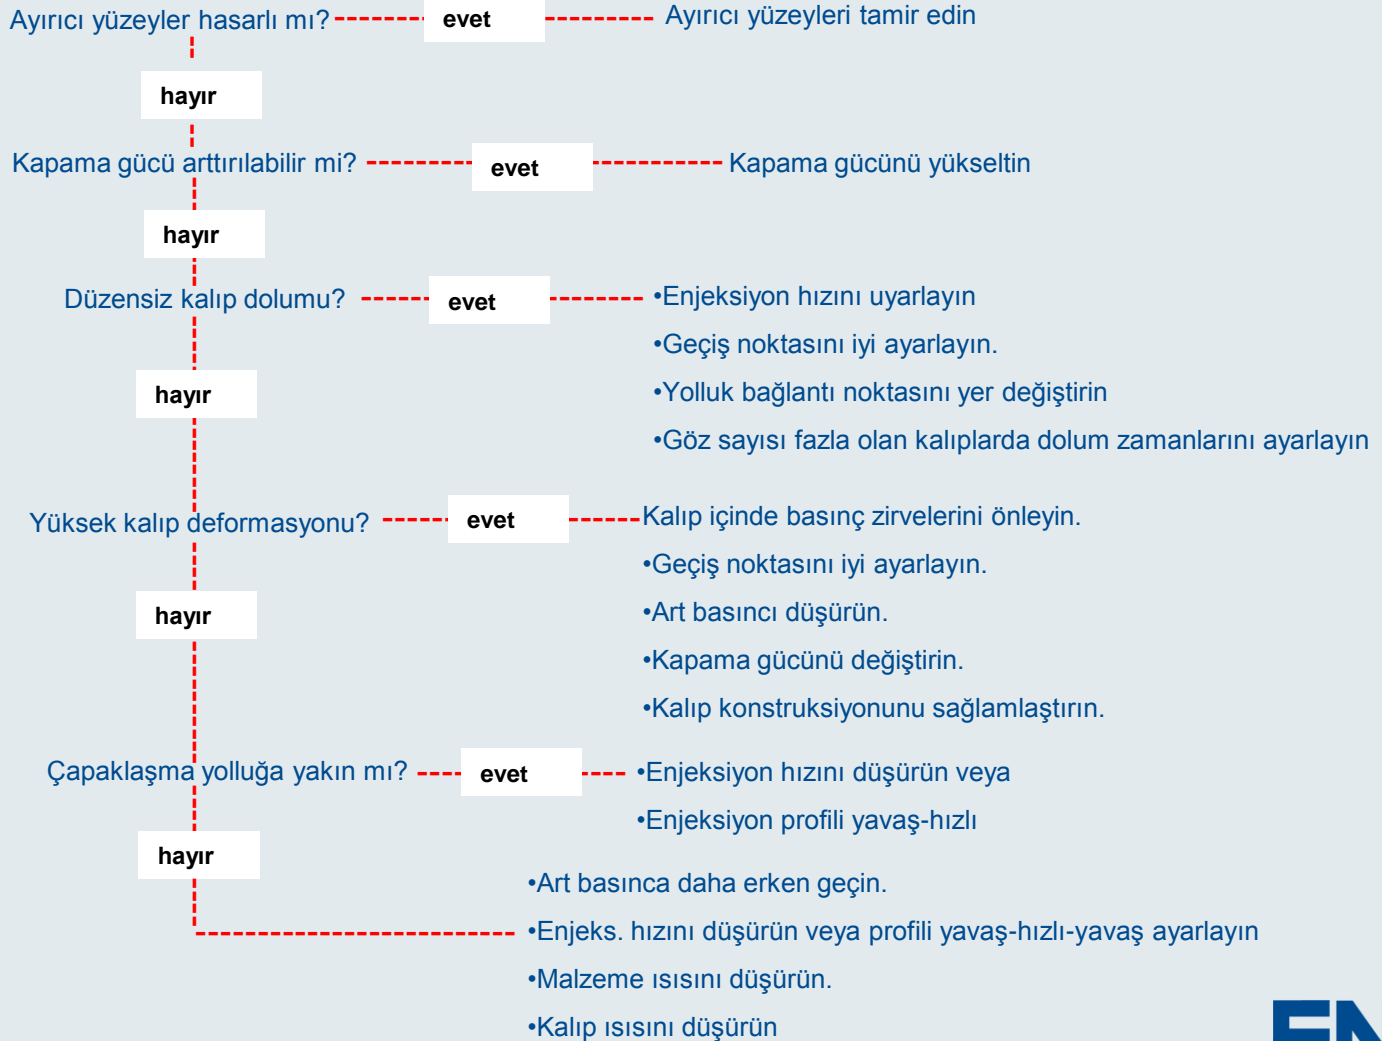 Ayırıcı yüzeyler hasarlı mı? evet Ayırıcı yüzeyleri tamir edin
hayır
Kapama gücü arttırılabilir mi? evet Kapama gücünü yükseltin
hayır
Düzensiz kalıp dolumu? evet •Enjeksiyon hızını uyarlayın
•Geçiş noktasını iyi ayarlayın.
hayır •Yolluk bağlantı noktasını yer değiştirin
•Göz sayısı fazla olan kalıplarda dolum zamanlarını ayarlayın
Yüksek kalıp deformasyonu? evet Kalıp içinde basınç zirvelerini önleyin.
•Geçiş noktasını iyi ayarlayın.
hayır •Art basıncı düşürün.
•Kapama gücünü değiştirin.
•Kalıp konstruksiyonunu sağlamlaştırın.
Çapaklaşma yolluğa yakın mı? evet •Enjeksiyon hızını düşürün veya
•Enjeksiyon profili yavaş-hızlı
hayır
•Art basınca daha erken geçin.
•Enjeks. hızını düşürün veya profili yavaş-hızlı-yavaş ayarlayın
•Malzeme ısısını düşürün.
•Kalıp ısısını düşürün